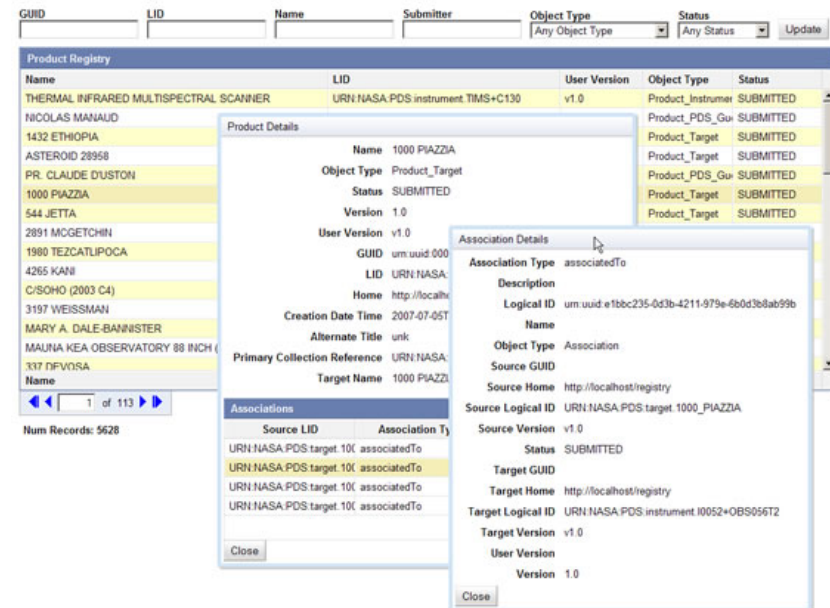 GUID LID Name Submitter Object Type Status
Any Object Type Any Status Update
Product Registry
Name LID User Version Object Type Status
THERMAL INFRARED MULTISPECTRAL SCANNER URN:NASA:PDS:instrument.TIMS+C130 v1.0 Product_Instrumen SUBMITTED
NICOLAS MANAUD Product_PDS_Gu SUBMITTED
1432 ETHIOPIA Product_Target SUBMITTED
ASTEROID 28958 Product_Target SUBMITTED
PR. CLAUDE D'USTON Product_PDS_Gu SUBMITTED
1000 PIAZZIA Product_Target SUBMITTED
544 JETTA Product_Target SUBMITTED
2891 MCGETCHIN
1980 TEZCATLIPOCA
4265 KANI
C/SOHO (2003 C4)
3197 WEISSMAN
MARY A. DALE-BANNISTER
MAUNA KEA OBSERVATORY 88 INCH (
337 DEVOSA
Name
1 of 113
Num Records: 5628
Product Details
Name 1000 PIAZZIA
Object Type Product_Target
Status SUBMITTED
Version 1.0
User Version v1.0
GUID urn:uuid:000
LID URN:NASA:
Home http://localho
Creation Date Time 2007-07-05T
Alternate Title unk
Primary Collection Reference URN:NASA:
Target Name 1000 PIAZZI
Associations
Source LID Association Ty
URN:NASA:PDS:target.10( associatedTo
URN:NASA:PDS:target.10( associatedTo
URN:NASA:PDS:target.10( associatedTo
URN:NASA:PDS:target.10( associatedTo
Close
Association Details
Association Type associatedTo
Description
Logical ID urn:uuid:e1bbc235-0d3b-4211-979e-6b0d3b8ab99b
Name
Object Type Association
Source GUID
Source Home http://localhost/registry
Source Logical ID URN:NASA:PDS:target.1000_PIAZZIA
Source Version v1.0
Status SUBMITTED
Target GUID
Target Home http://localhost/registry
Target Logical ID URN:NASA:PDS:instrument.I0052+OBS056T2
Target Version v1.0
User Version
Version 1.0
Close